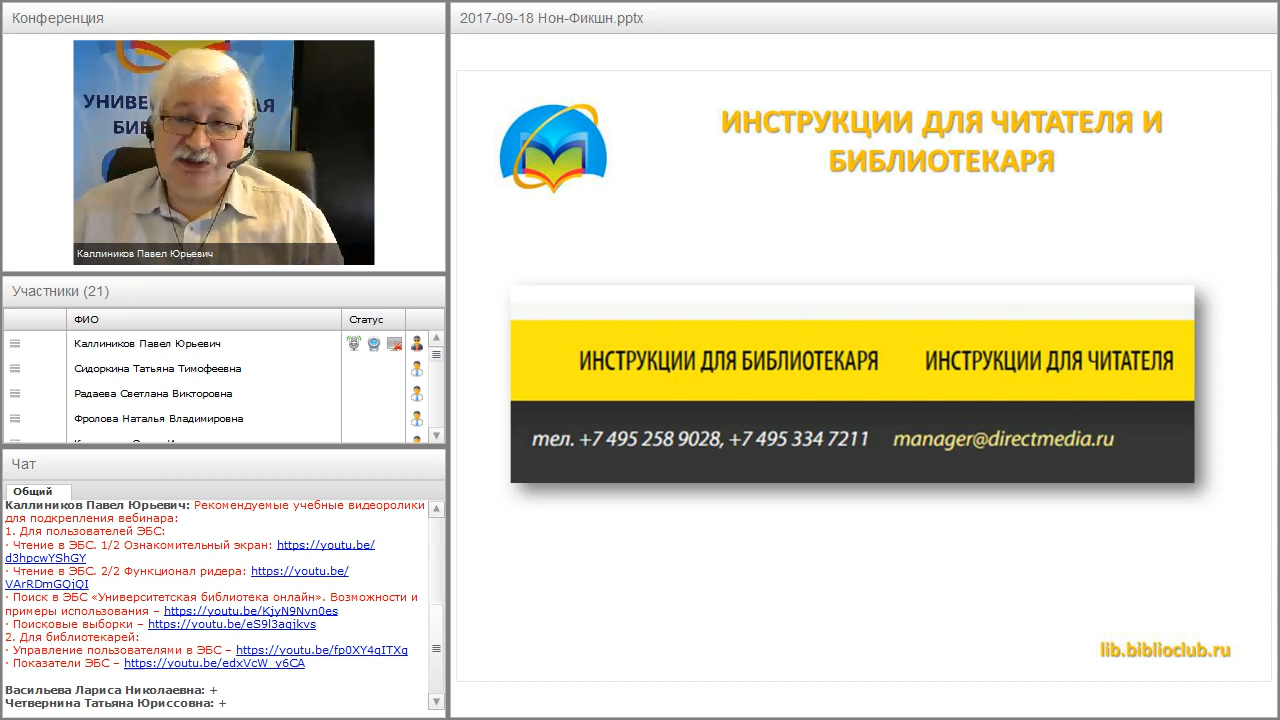 Конференция
УНИВЕ
АЯ
БИБ
Каллиников Павел Юрьевич
Участники (21)
ФИО
Статус
Каллиников Павел Юрьевич
Сидоркина Татьяна Тимофеевна
Радаева Светлана Викторовна
Фролова Наталья Владимировна
Чат
Общий
Каллиников Павел Юрьевич: Рекомендуемые учебные видеоролики
для подкрепления вебинара:
1. Для пользователей ЭБС:
· Чтение в ЭБС. 1/2 Ознакомительный экран: https://youtu.be/
d3hpcwYShGY
· Чтение в ЭБС. 2/2 Функционал ридера: https://youtu.be/
VArRDmGQjQI
· Поиск в ЭБС «Университетская библиотека онлайн». Возможности и
примеры использования – https://youtu.be/KjyN9Nvn0es
· Поисковые выборки – https://youtu.be/eS9l3aqjkvs
2. Для библиотекарей:
· Управление пользователями в ЭБС – https://youtu.be/fp0XY4qITXg
· Показатели ЭБС – https://youtu.be/edxVcW_y6CA
Васильева Лариса Николаевна: +
Четвернина Татьяна Юриссовна: +
2017-09-18 Нон-Фикшн.pptx
ИНСТРУКЦИИ ДЛЯ ЧИТАТЕЛЯ И
БИБЛИОТЕКАРЯ
ИНСТРУКЦИИ ДЛЯ БИБЛИОТЕКАРЯ ИНСТРУКЦИИ ДЛЯ ЧИТАТЕЛЯ
тел. +7 495 258 9028, +7 495 334 7211 manager@directmedia.ru
lib.biblioclub.ru